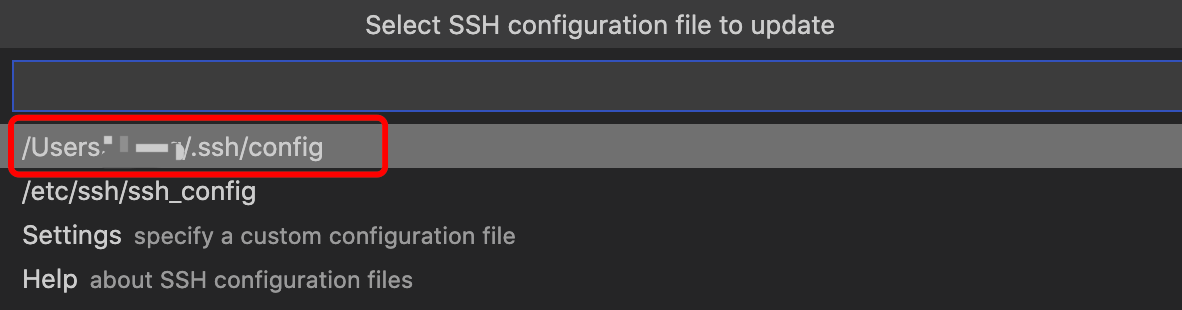 Select SSH configuration file to update
/Users/.ssh/config
/etc/ssh/ssh_config
Settings specify a custom configuration file
Help about SSH configuration files